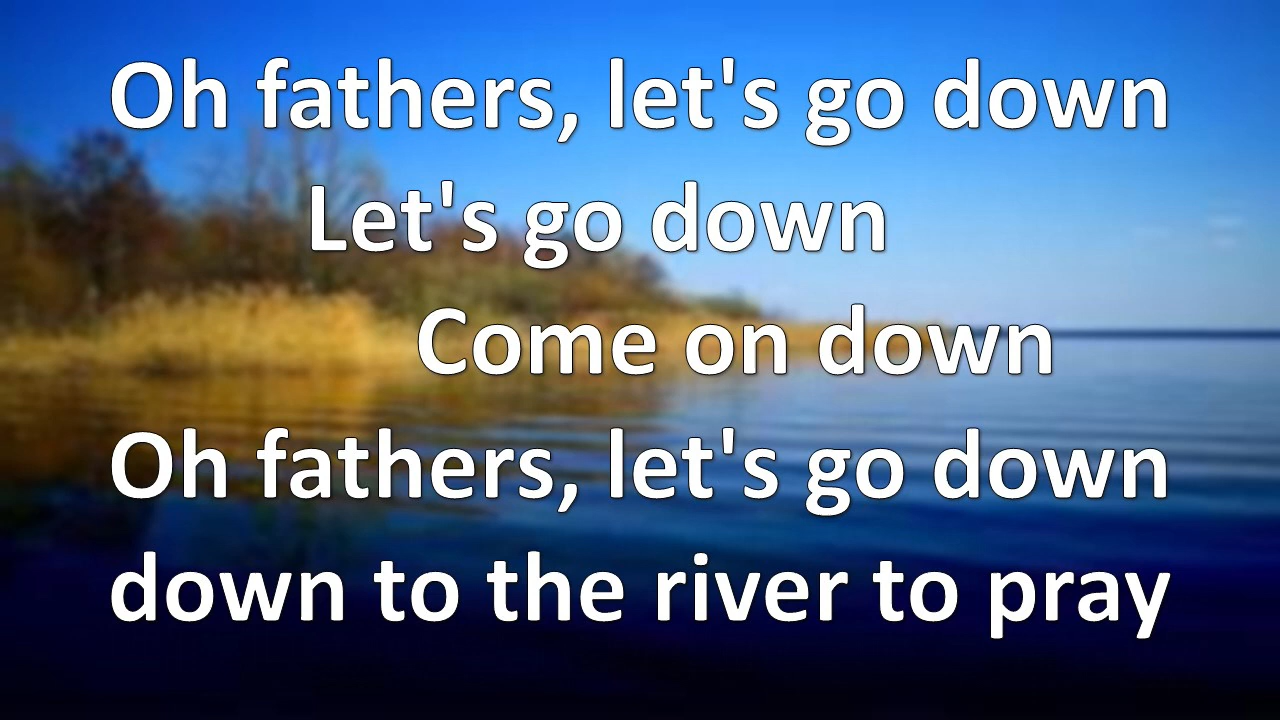 Oh fathers, let's go down
Let's go down
Come on down
Oh fathers, let's go down
down to the river to pray